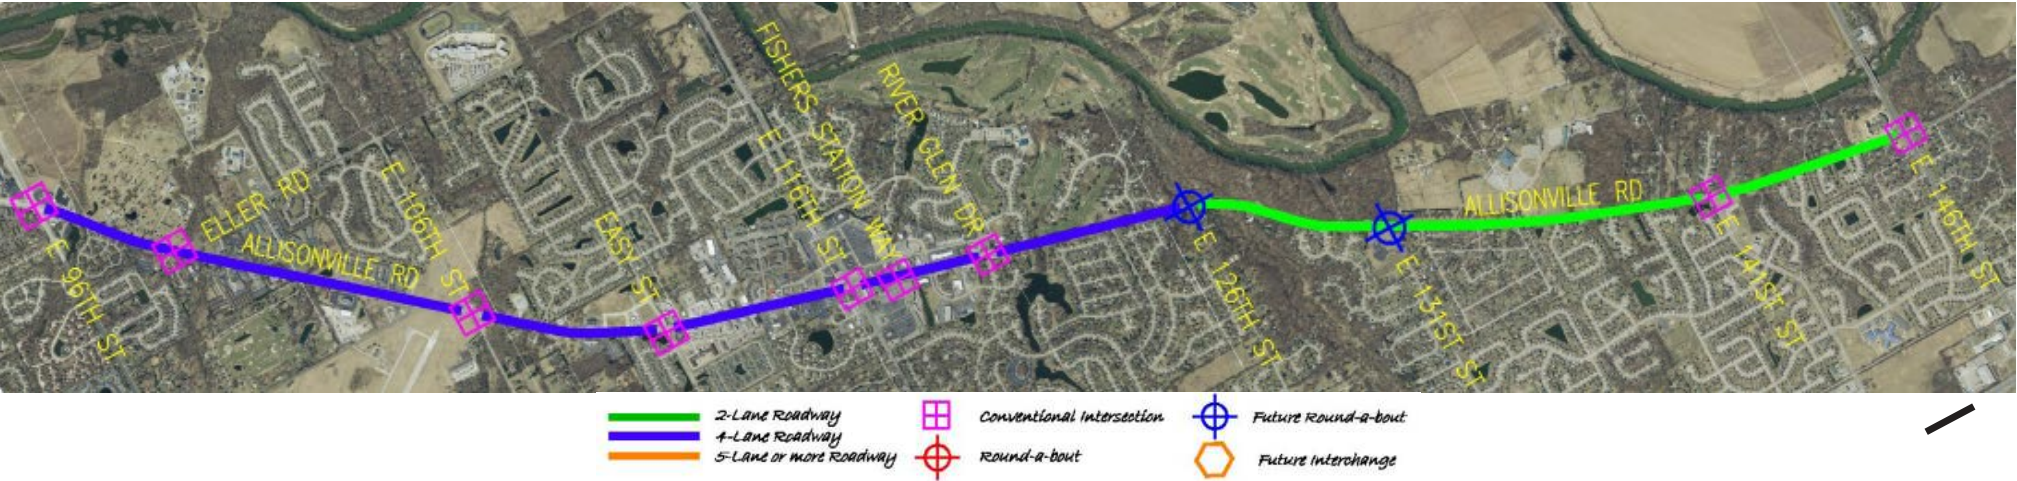 E 96TH ST
ELLER RD
ALLISONVILLE RD
E 106TH ST
EASY ST
FISHERS STATION WAY
E 116TH ST
RIVER GLEN DR
E 126TH ST
E 131ST ST
ALLISONVILLE RD
E 141ST ST
E 146TH ST
2-Lane Roadway
4-Lane Roadway
5-Lane or more Roadway
Conventional Intersection
Round-a-bout
Future Round-a-bout
Future Interchange